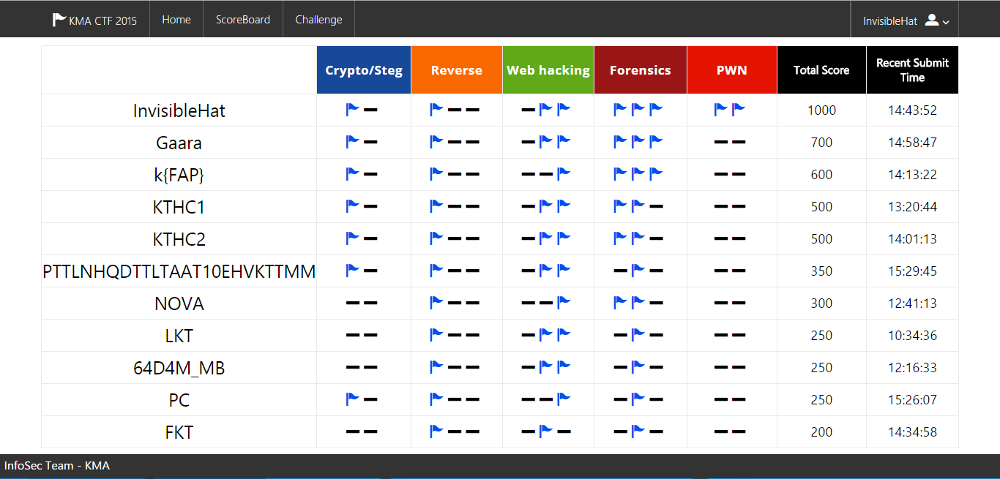 KMA CTF 2015 Home ScoreBoard Challenge InvisibleHat
Crypto/Steg Reverse Web hacking Forensics PWN Total Score Recent Submit Time
InvisibleHat 1000 14:43:52
Gaara 700 14:58:47
k{FAP} 600 14:13:22
KTHC1 500 13:20:44
KTHC2 500 14:01:13
PTTLNHQDTTLTAAT10EHVKTTMM 350 15:29:45
NOVA 300 12:41:13
LKT 250 10:34:36
64D4M_MB 250 12:16:33
PC 250 15:26:07
FKT 200 14:34:58
InfoSec Team - KMA